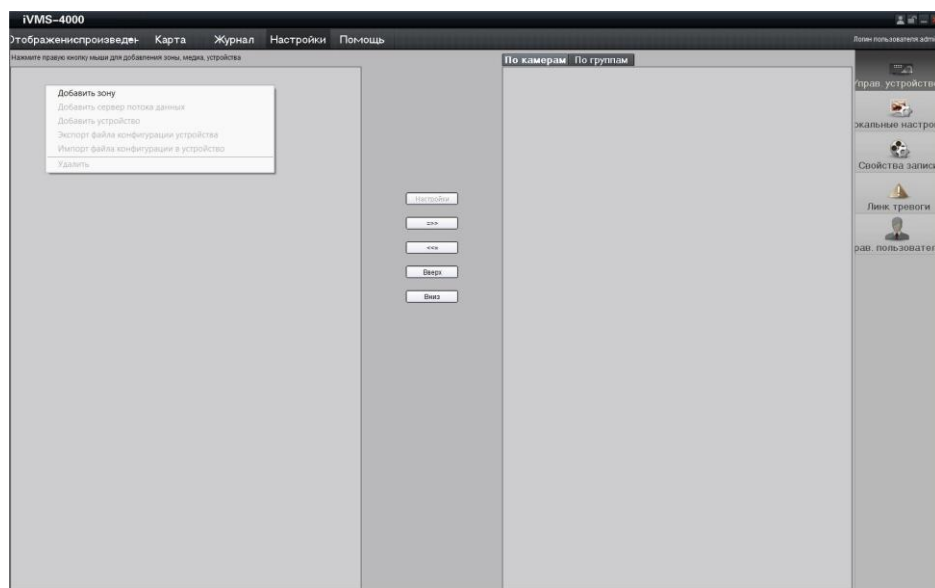 iVMS-4000
Отображениспроизведен Карта Журнал Настройки Помощь
Логин пользователя adm
Нажмите правую кнопку мыши для добавления зоны, медиа, устройства
По камерам По группам
Добавить зону
Добавить сервер потока данных
Добавить устройство
Экспорт файла конфигурации устройства
Импорт файла конфигурации в устройство
Удалить
Настройки
=>>
<<=
Вверх
Вниз
Управ. устройств
окальные настро
Свойства записи
Линк тревоги
рав. пользовател